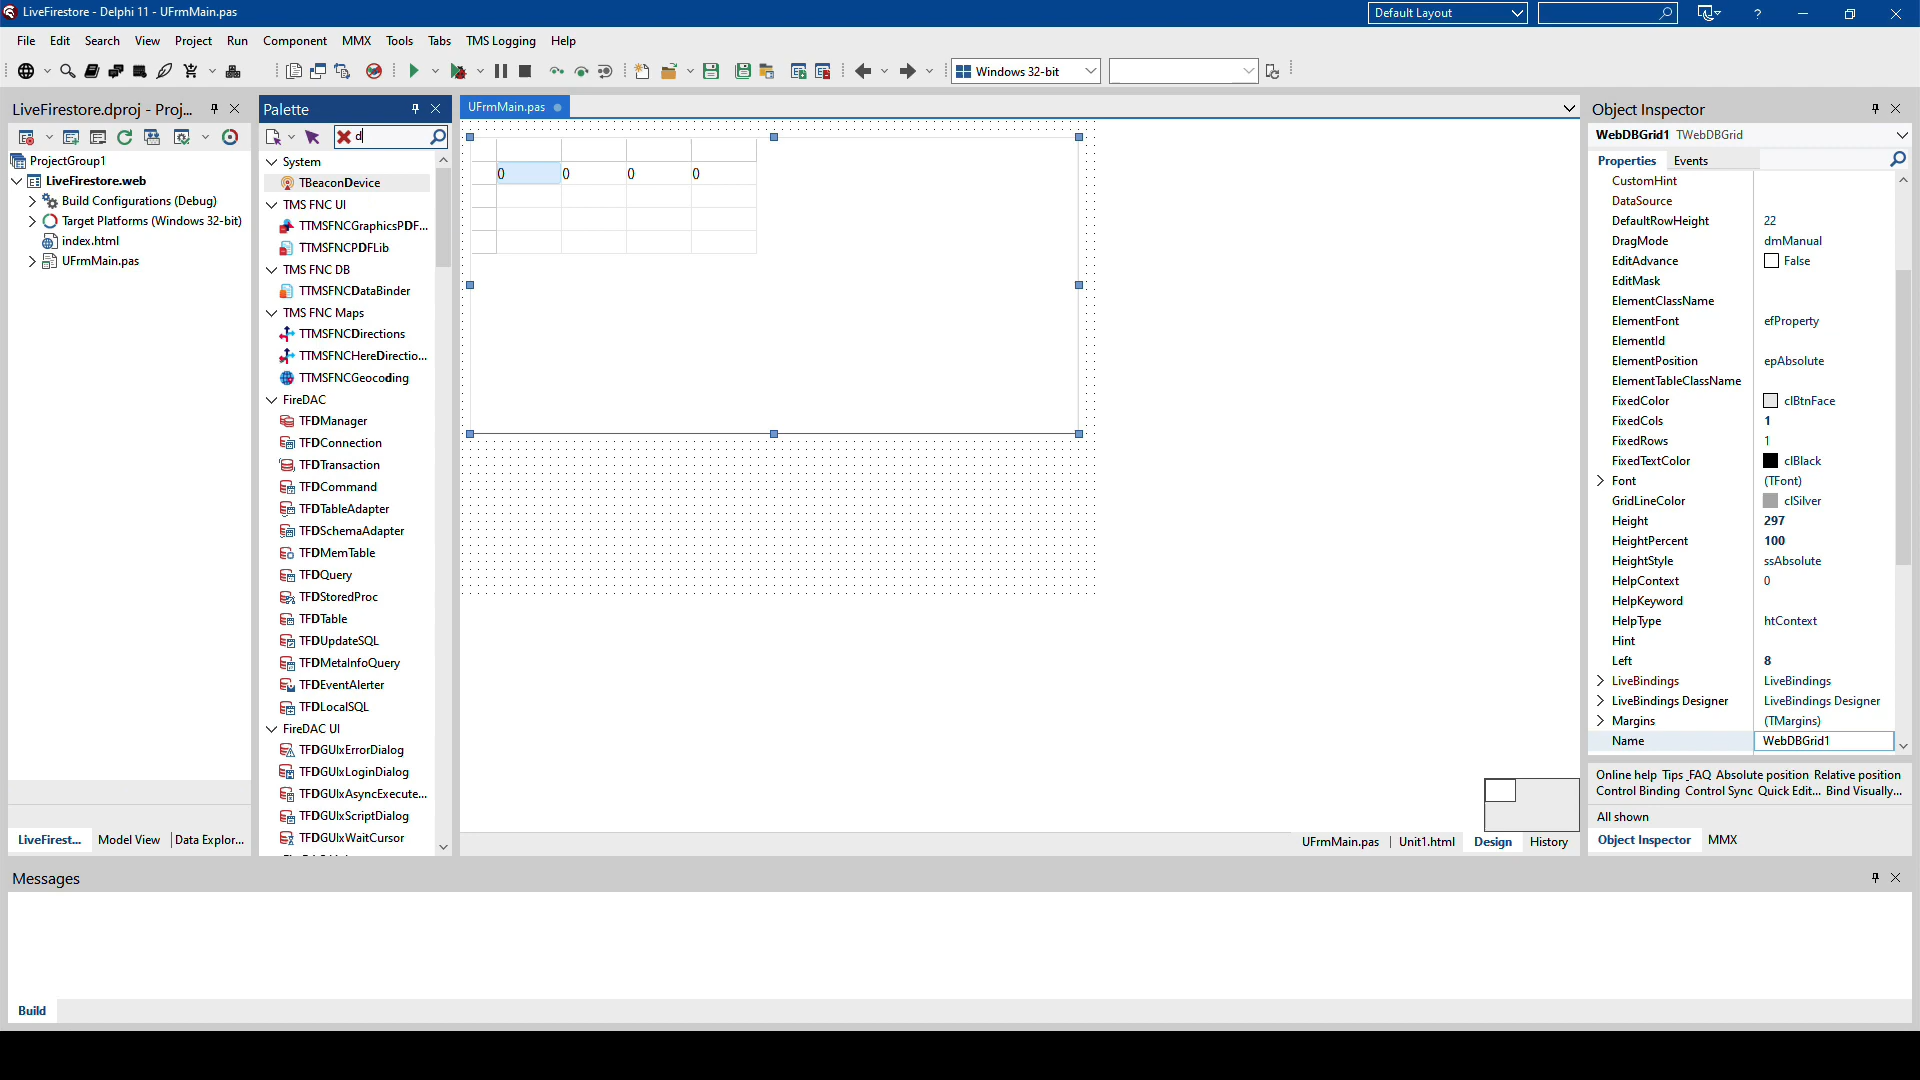 LiveFirestore - Delphi 11 - UFrmMain.pas
Default Layout
?
File Edit Search View Project Run Component MMX Tools Tabs TMS Logging Help
Windows 32-bit
LiveFirestore.dproj - Proj...
ProjectGroup1
LiveFirestore.web
Build Configurations (Debug)
Target Platforms (Windows 32-bit)
index.html
UFrmMain.pas
LiveFirest... Model View Data Explor...
Palette
d
System
TBeaconDevice
TMS FNC UI
TTMSFNCGraphicsPDF...
TTMSFNCPDFLib
TMS FNC DB
TTMSFNCDataBinder
TMS FNC Maps
TTMSFNCDirections
TTMSFNCHereDirectio...
TTMSFNCGeocoding
FireDAC
TFDManager
TFDConnection
TFDTransaction
TFDCommand
TFDTableAdapter
TFDSchemaAdapter
TFDMemTable
TFDQuery
TFDStoredProc
TFDTable
TFDUpdateSQL
TFDMetaInfoQuery
TFDEventAlerter
TFDLocalSQL
FireDAC UI
TFDGUIxErrorDialog
TFDGUIxLoginDialog
TFDGUIxAsyncExecute...
TFDGUIxScriptDialog
TFDGUIxWaitCursor
UFrmMain.pas
0 0 0 0
UFrmMain.pas Unit1.html Design History
Object Inspector
WebDBGrid1 TWebDBGrid
Properties Events
CustomHint
DataSource
DefaultRowHeight 22
DragMode dmManual
EditAdvance False
EditMask
ElementClassName
ElementFont efProperty
ElementId
ElementPosition epAbsolute
ElementTableClassName
FixedColor clBtnFace
FixedCols 1
FixedRows 1
FixedTextColor clBlack
Font (TFont)
GridLineColor clSilver
Height 297
HeightPercent 100
HeightStyle ssAbsolute
HelpContext 0
HelpKeyword
HelpType htContext
Hint
Left 8
LiveBindings LiveBindings
LiveBindings Designer LiveBindings Designer
Margins (TMargins)
Name WebDBGrid1
Online help Tips_FAQ Absolute position Relative position
Control Binding Control Sync Quick Edit... Bind Visually...
All shown
Object Inspector MMX
Messages
Build